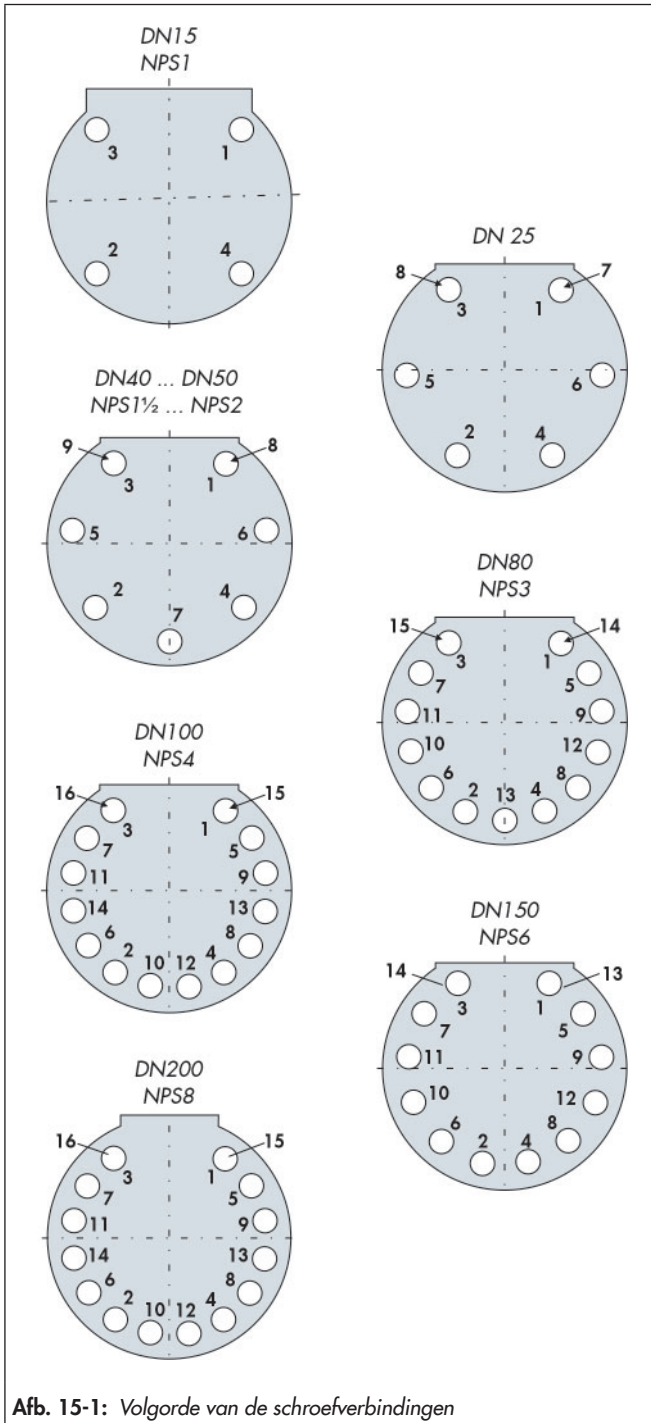 DN15
NPS1
3 1
2 4
DN 25
8 7
3 1
5 6
2 4
DN40 ... DN50
NPS1½ ... NPS2
9 8
3 1
5 6
2 4
7
DN80
NPS3
15 14
3 1
7 5
11 9
10 12
6 8
2 13 4
DN100
NPS4
16 15
3 1
7 5
11 9
14 13
6 8
2 10 12 4
DN150
NPS6
14 13
3 1
7 5
11 9
10 12
6 8
2 4
DN200
NPS8
16 15
3 1
7 5
11 9
14 13
6 8
2 10 12 4
Afb. 15-1: Volgorde van de schroefverbindingen